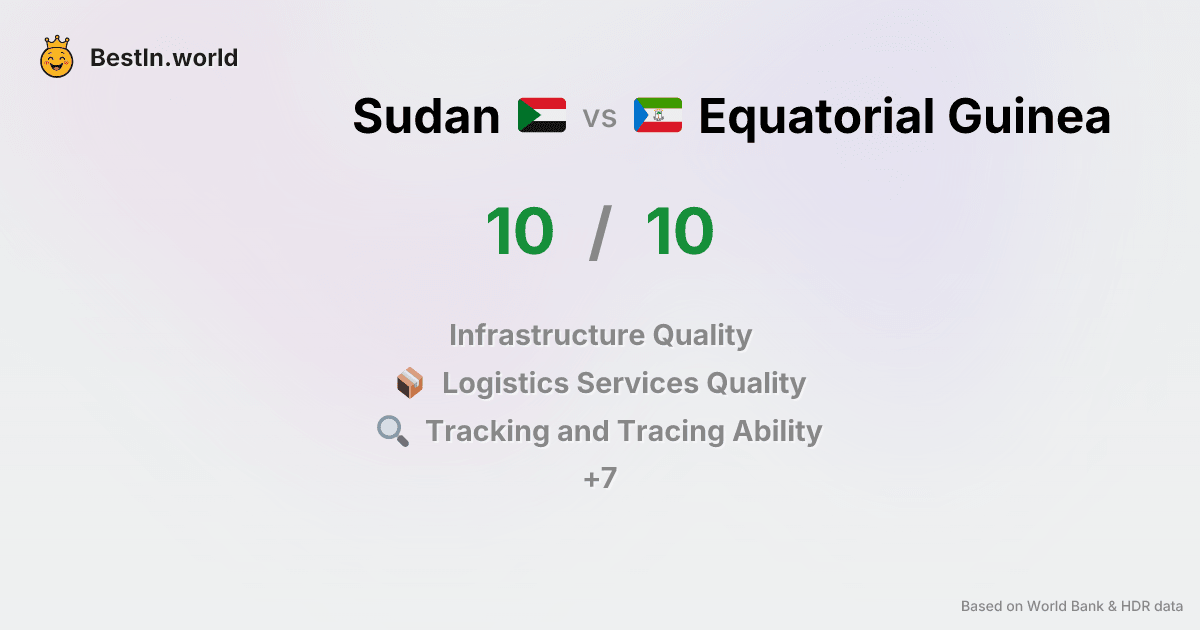 BestIn.world
Sudan vs Equatorial Guinea
10 / 10
Infrastructure Quality
Logistics Services Quality
Tracking and Tracing Ability
+7
Based on World Bank & HDR data